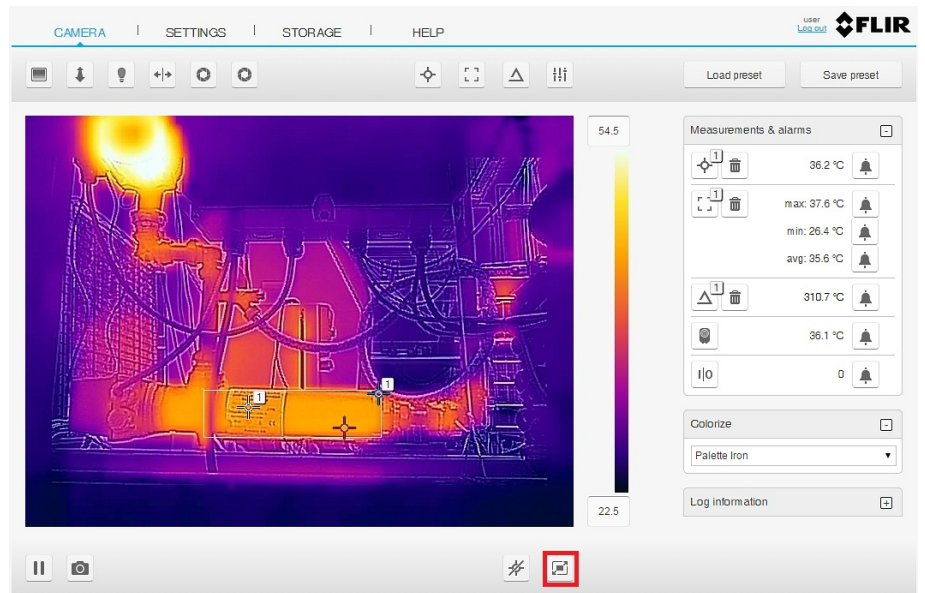 CAMERA SETTINGS STORAGE HELP
user
Log out
FLIR
Load preset Save preset
54.5
22.5
Measurements & alarms
1 36.2 °C
1 max: 37.6 °C
min: 26.4 °C
avg: 35.6 °C
1 310.7 °C
36.1 °C
I|O 0
Colorize
Palette Iron
Log information
1
1